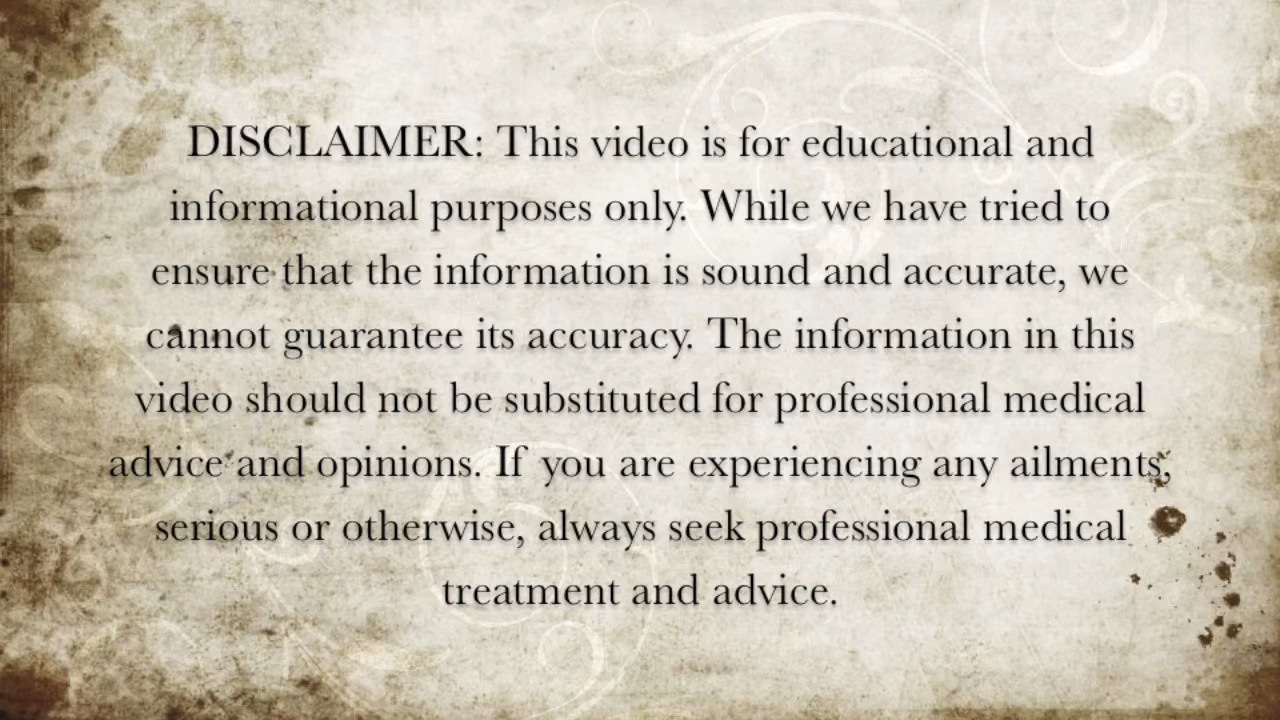 DISCLAIMER: This video is for educational and
informational purposes only. While we have tried to
ensure that the information is sound and accurate, we
cannot guarantee its accuracy. The information in this
video should not be substituted for professional medical
advice and opinions. If you are experiencing any ailments,
serious or otherwise, always seek professional medical
treatment and advice.